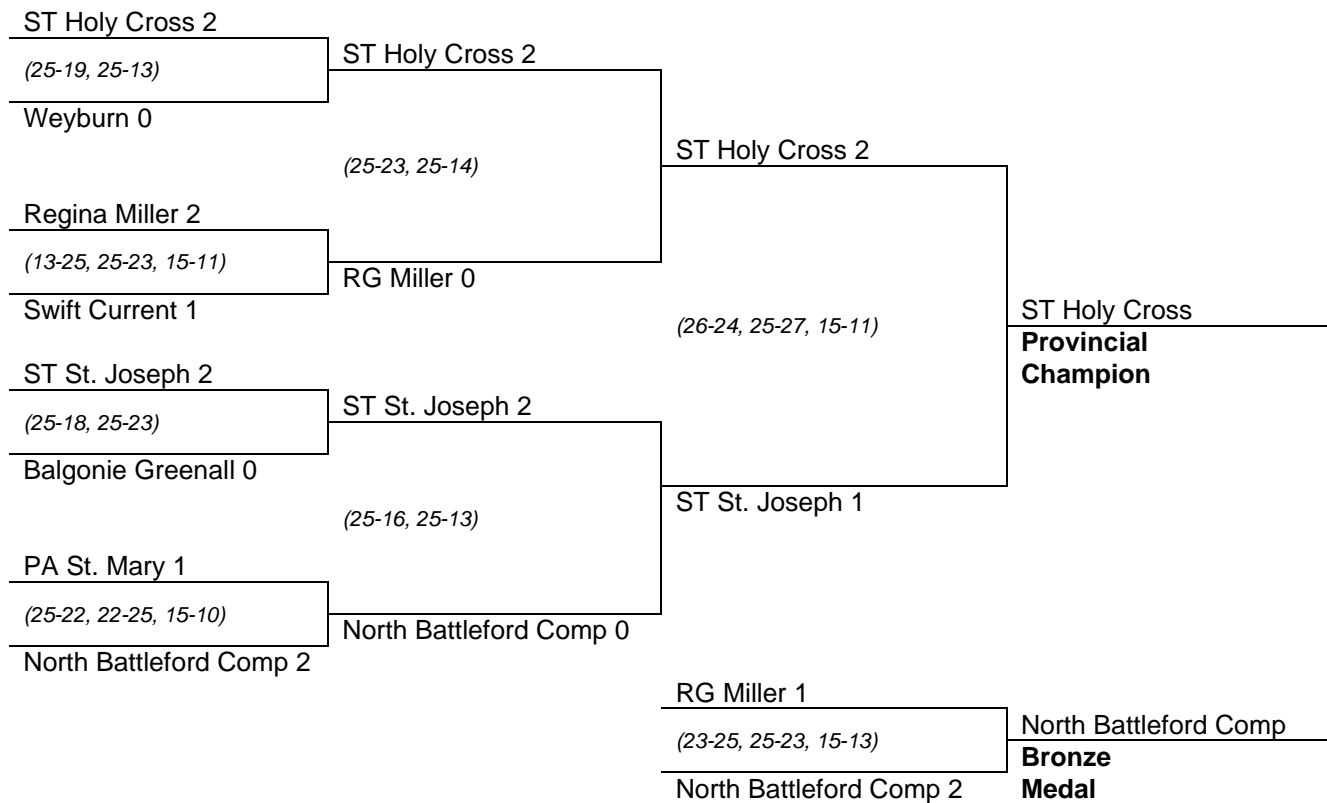 ST Holy Cross 2
(25-19, 25-13)
Weyburn 0
Regina Miller 2
(13-25, 25-23, 15-11)
Swift Current 1
ST St. Joseph 2
(25-18, 25-23)
Balgonie Greenall 0
PA St. Mary 1
(25-22, 22-25, 15-10)
North Battleford Comp 2
ST Holy Cross 2
(25-23, 25-14)
RG Miller 0
ST St. Joseph 2
(25-16, 25-13)
North Battleford Comp 0
ST Holy Cross 2
(26-24, 25-27, 15-11)
ST St. Joseph 1
ST Holy Cross
Provincial
Champion
RG Miller 1
(23-25, 25-23, 15-13)
North Battleford Comp 2
North Battleford Comp
Bronze
Medal